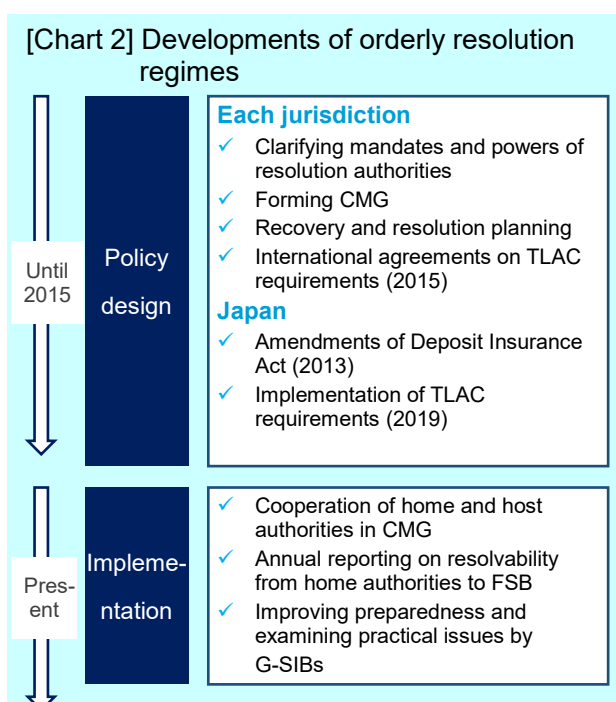 [Chart 2] Developments of orderly resolution
regimes
Until
2015
Policy
design
Each jurisdiction
✓ Clarifying mandates and powers of
resolution authorities
✓ Forming CMG
✓ Recovery and resolution planning
✓ International agreements on TLAC
requirements (2015)
Japan
✓ Amendments of Deposit Insurance
Act (2013)
✓ Implementation of TLAC
requirements (2019)
Pres-
ent
Impleme-
ntation
✓ Cooperation of home and host
authorities in CMG
✓ Annual reporting on resolvability
from home authorities to FSB
✓ Improving preparedness and
examining practical issues by
G-SIBs